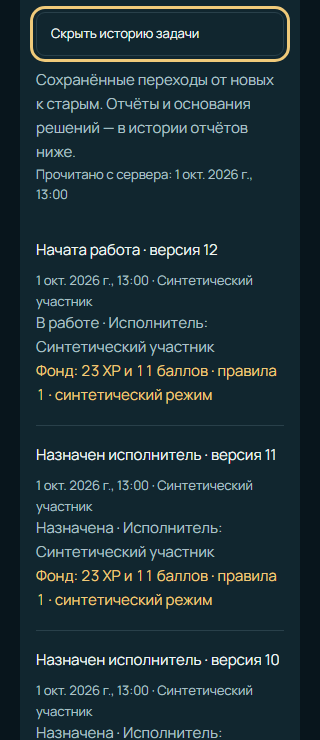 Скрыть историю задачи
Сохранённые переходы от новых
к старым. Отчёты и основания
решений — в истории отчётов
ниже.
Прочитано с сервера: 1 окт. 2026 г.,
13:00
Начата работа · версия 12
1 окт. 2026 г., 13:00 · Синтетический
участник
В работе · Исполнитель:
Синтетический участник
Фонд: 23 XP и 11 баллов · правила
1 · синтетический режим
Назначен исполнитель · версия 11
1 окт. 2026 г., 13:00 · Синтетический
участник
Назначена · Исполнитель:
Синтетический участник
Фонд: 23 XP и 11 баллов · правила
1 · синтетический режим
Назначен исполнитель · версия 10
1 окт. 2026 г., 13:00 · Синтетический
участник
Назначена · Исполнитель: